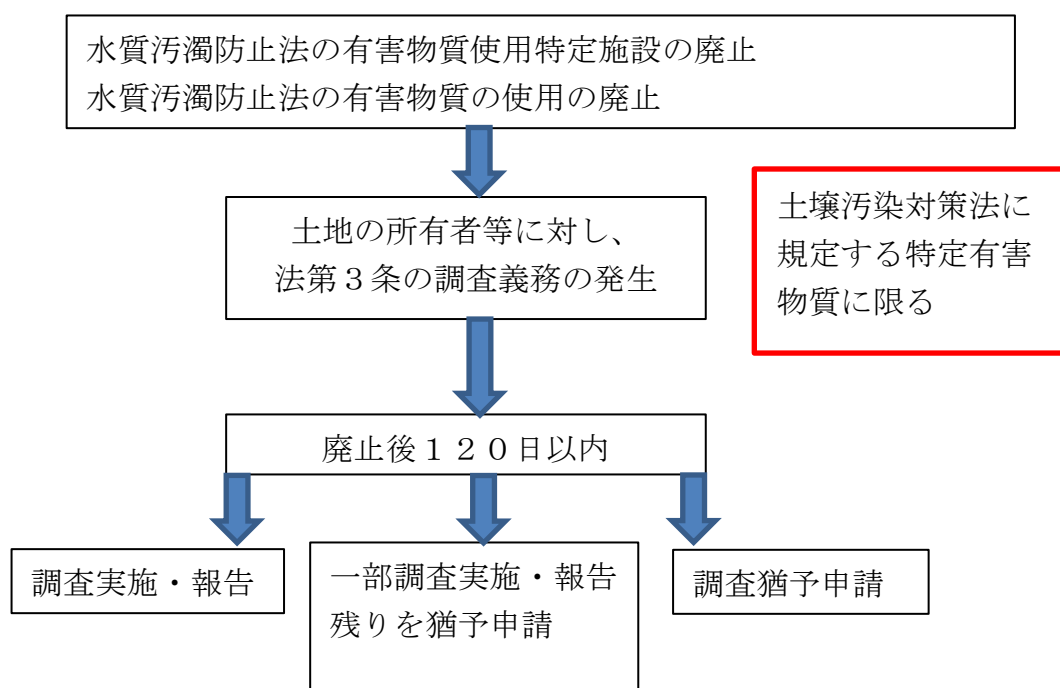 水質汚濁防止法の有害物質使用特定施設の廃止
水質汚濁防止法の有害物質の使用の廃止
土地の所有者等に対し、
法第３条の調査義務の発生
土壌汚染対策法に
規定する特定有害
物質に限る
廃止後１２０日以内
調査実施・報告
一部調査実施・報告
残りを猶予申請
調査猶予申請